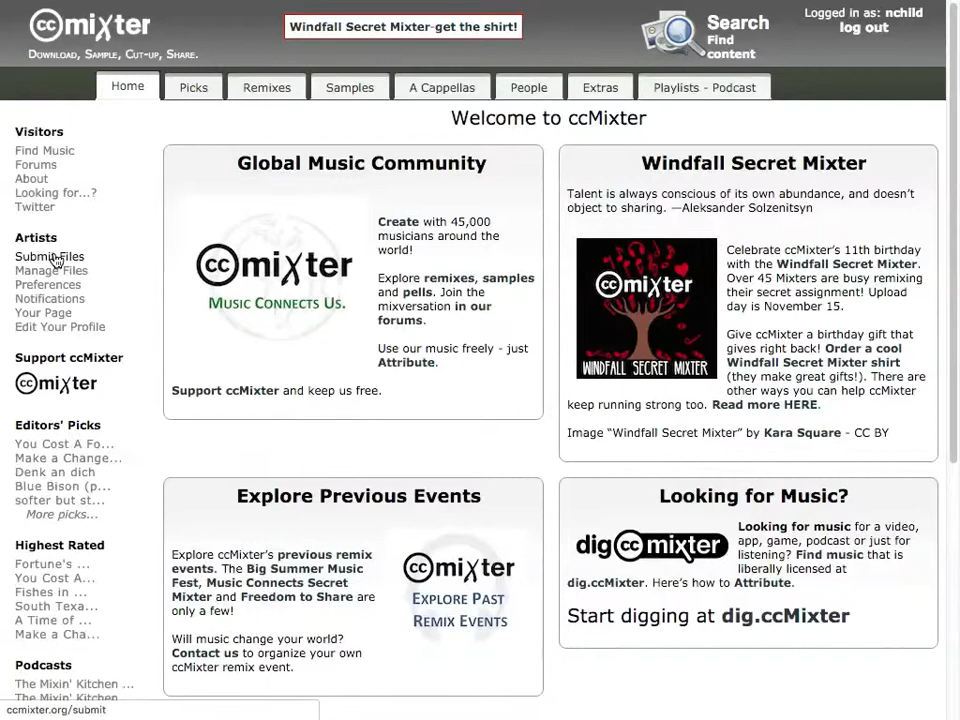 ccmixter
Download, Sample, Cut-up, Share.
Windfall Secret Mixter-get the shirt!
Search
Find
content
Logged in as: nchild
log out
Home
Picks
Remixes
Samples
A Cappellas
People
Extras
Playlists - Podcast
Welcome to ccMixter
Visitors
Find Music
Forums
About
Looking for...?
Twitter
Artists
Submit Files
Manage Files
Preferences
Notifications
Your Page
Edit Your Profile
Support ccMixter
ccmixter
Editors' Picks
You Cost A Fo...
Make a Change...
Denk an dich
Blue Bison (p...
softer but st...
More picks...
Highest Rated
Fortune's ...
You Cost A...
Fishes in ...
South Texa...
A Time of ...
Make a Cha...
Podcasts
The Mixin' Kitchen ...
The Mixin' Kitchen
ccmixter.org/submit
Global Music Community
ccmixter
Music Connects Us.
Create with 45,000
musicians around the
world!
Explore remixes, samples
and pells. Join the
mixversation in our
forums.
Use our music freely - just
Attribute.
Support ccMixter and keep us free.
Windfall Secret Mixter
Talent is always conscious of its own abundance, and doesn't
object to sharing. —Aleksander Solzenitsyn
ccmixter
WINDFALL SECRET MIXTER
Celebrate ccMixter's 11th birthday
with the Windfall Secret Mixter.
Over 45 Mixters are busy remixing
their secret assignment! Upload
day is November 15.
Give ccMixter a birthday gift that
gives right back! Order a cool
Windfall Secret Mixter shirt
(they make great gifts!). There are
other ways you can help ccMixter
keep running strong too. Read more HERE.
Image “Windfall Secret Mixter” by Kara Square - CC BY
Explore Previous Events
Explore ccMixter's previous remix
events. The Big Summer Music
Fest, Music Connects Secret
Mixter and Freedom to Share are
only a few!
Will music change your world?
Contact us to organize your own
ccMixter remix event.
ccmixter
Explore Past
Remix Events
Looking for Music?
dig ccmixter
Looking for music for a video,
app, game, podcast or just for
listening? Find music that is
liberally licensed at
dig.ccMixter. Here's how to Attribute.
Start digging at dig.ccMixter